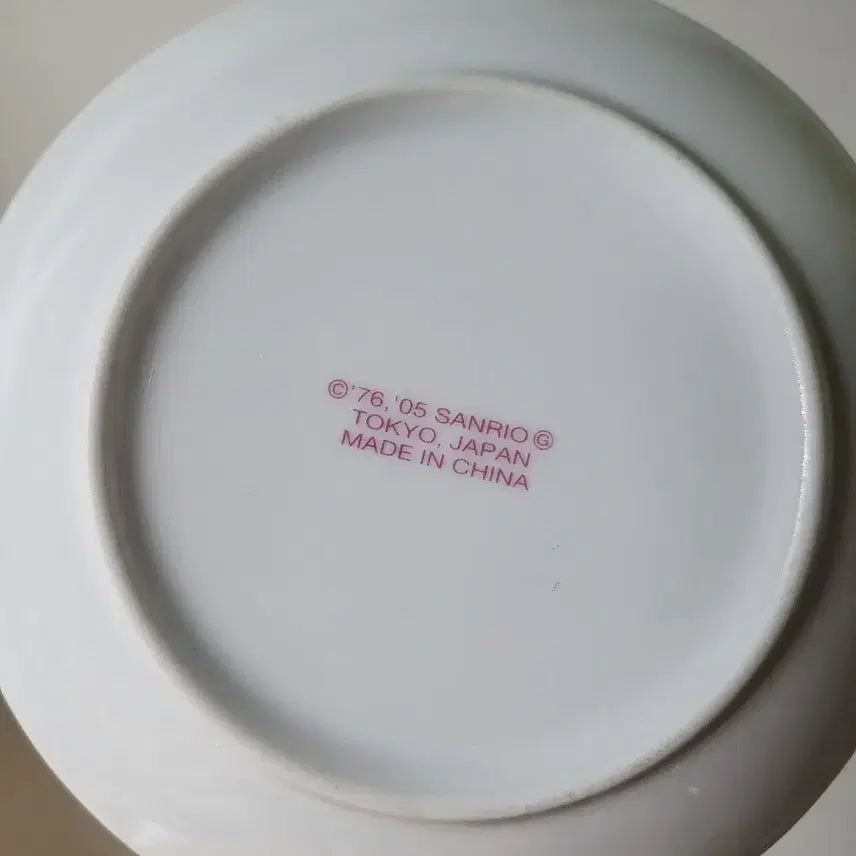 ©'76, '05 SANRIO Ⓖ
TOKYO, JAPAN
MADE IN CHINA